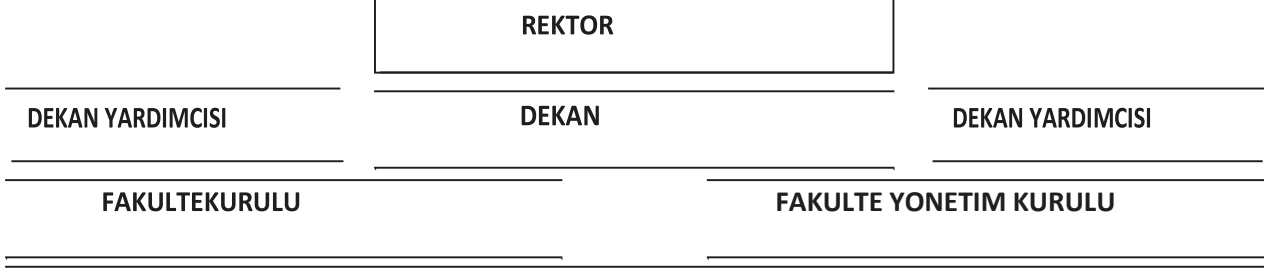 REKTOR
DEKAN YARDIMCISI
DEKAN
DEKAN YARDIMCISI
FAKULTEKURULU
FAKULTE YONETIM KURULU